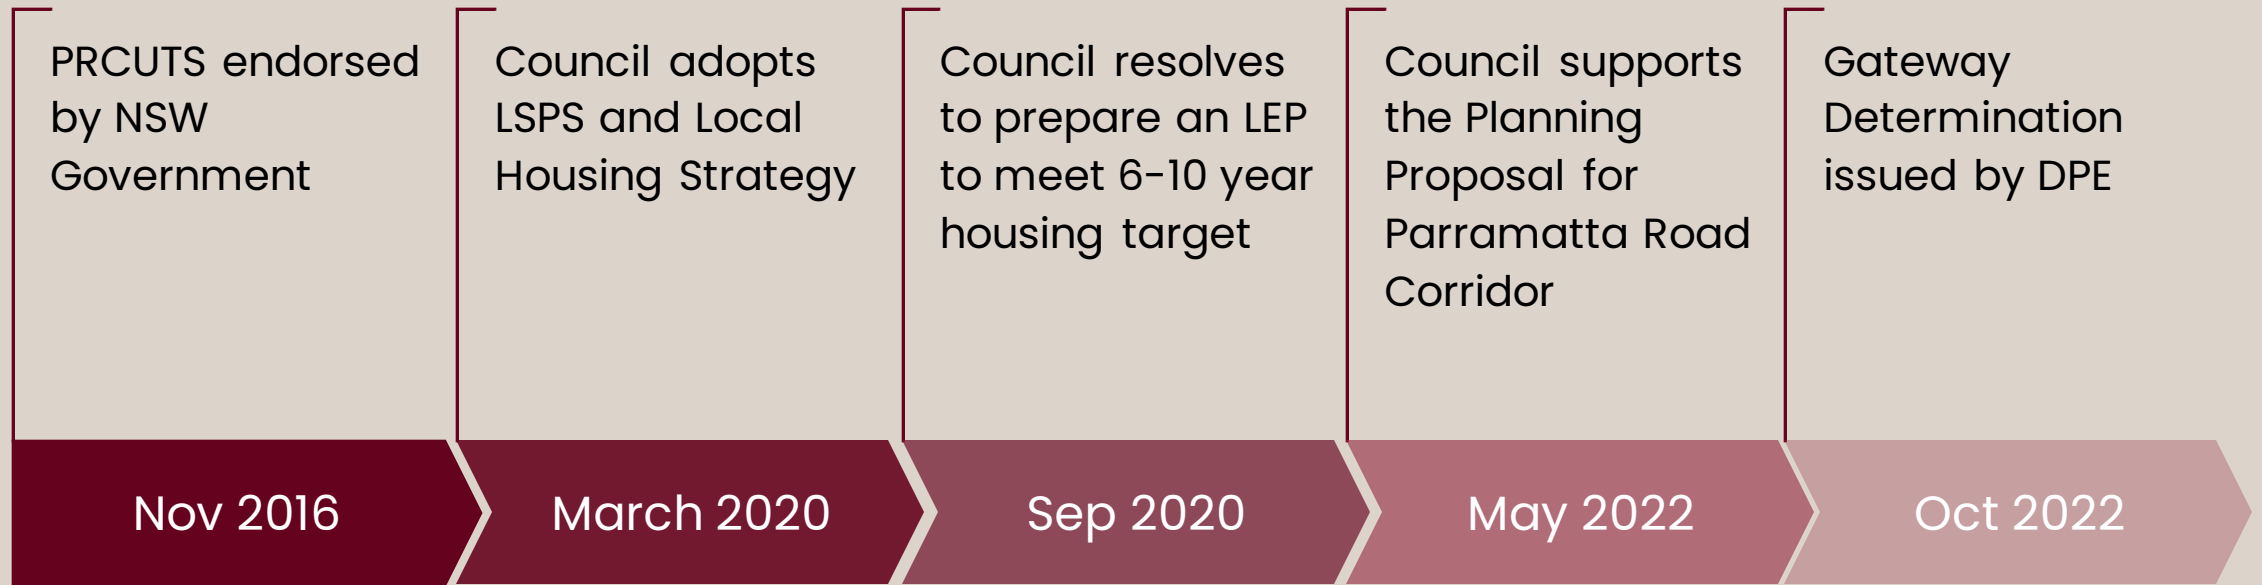 PRCUTS endorsed
by NSW
Government
Council adopts
LSPS and Local
Housing Strategy
Council resolves
to prepare an LEP
to meet 6-10 year
housing target
Council supports
the Planning
Proposal for
Parramatta Road
Corridor
Gateway
Determination
issued by DPE
Nov 2016
March 2020
Sep 2020
May 2022
Oct 2022